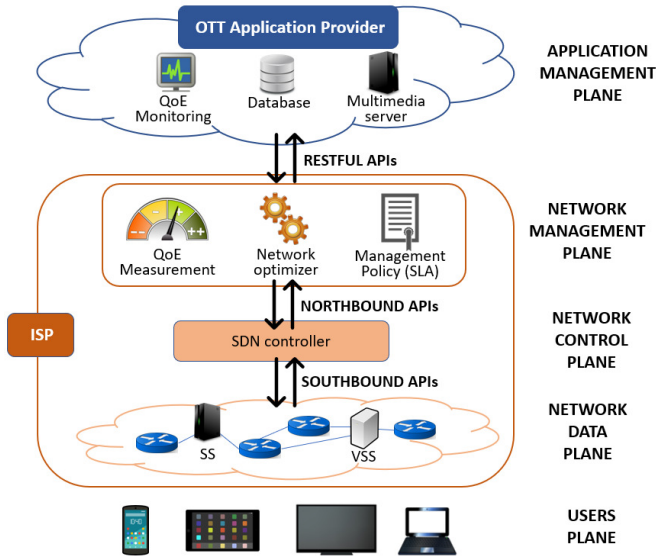 OTT Application Provider
QoE
Monitoring
Database
Multimedia
server
APPLICATION
MANAGEMENT
PLANE
RESTFUL APIs
QoE
Measurement
Network
optimizer
Management
Policy (SLA)
NETWORK
MANAGEMENT
PLANE
NORTHBOUND APIs
ISP
SDN controller
NETWORK
CONTROL
PLANE
SOUTHBOUND APIs
SS
VSS
NETWORK
DATA
PLANE
USERS
PLANE